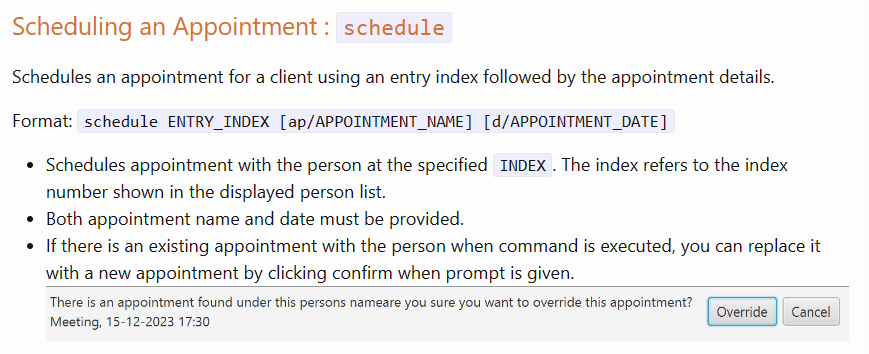 Scheduling an Appointment : schedule
Schedules an appointment for a client using an entry index followed by the appointment details.
Format: schedule ENTRY_INDEX [ap/APPOINTMENT_NAME] [d/APPOINTMENT_DATE]
• Schedules appointment with the person at the specified INDEX. The index refers to the index
number shown in the displayed person list.
• Both appointment name and date must be provided.
• If there is an existing appointment with the person when command is executed, you can replace it
with a new appointment by clicking confirm when prompt is given.
There is an appointment found under this persons nameare you sure you want to override this appointment?
Meeting, 15-12-2023 17:30
Override Cancel